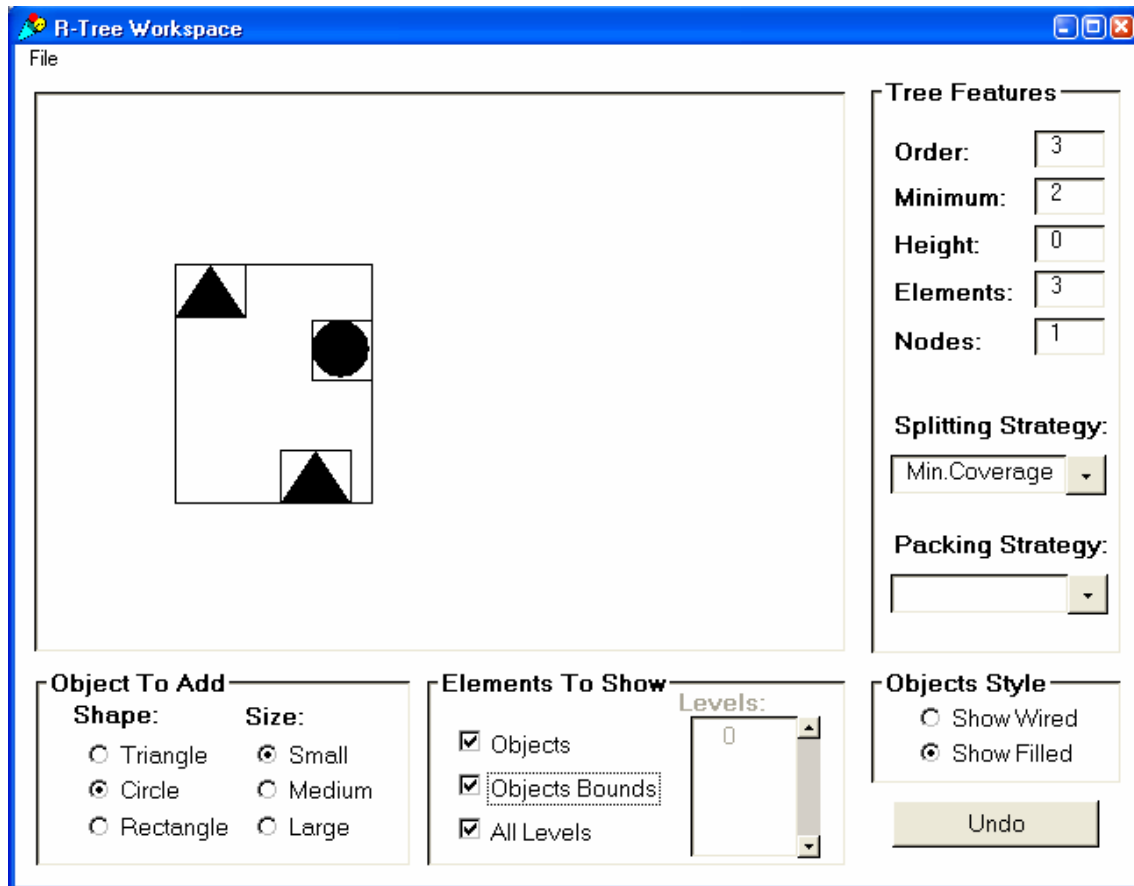 R-Tree Workspace
File
Tree Features
Order: 3
Minimum: 2
Height: 0
Elements: 3
Nodes: 1
Splitting Strategy:
Min.Coverage
Packing Strategy:
Object To Add
Shape: Size:
Triangle Small
Circle Medium
Rectangle Large
Elements To Show
Levels:
0
Objects
Objects Bounds
All Levels
Objects Style
Show Wired
Show Filled
Undo